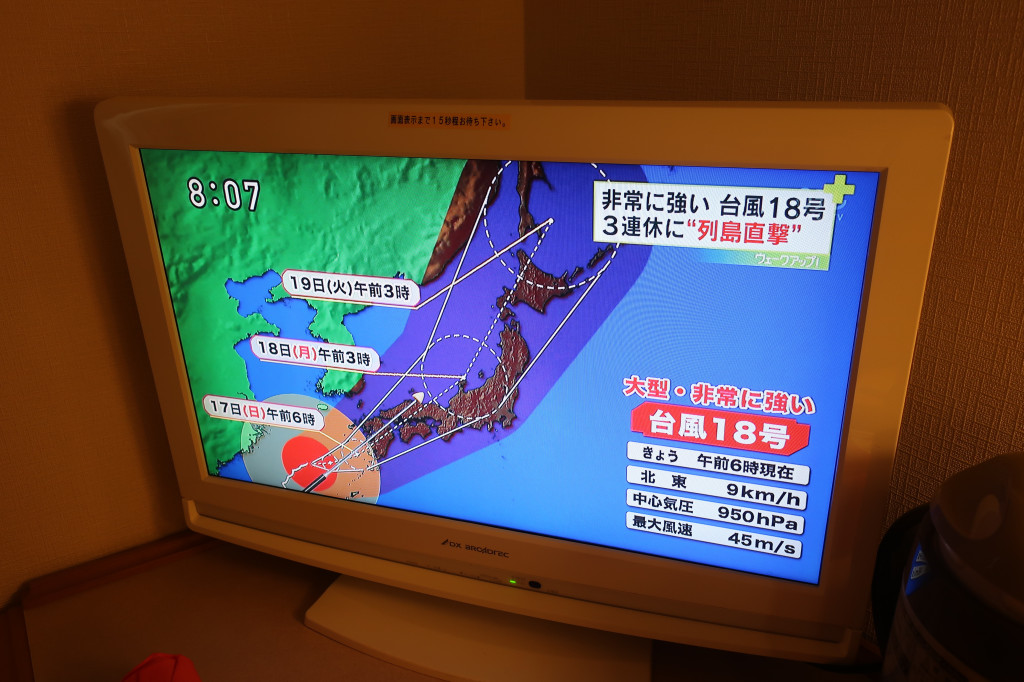 画面表示まで15秒程お待ち下さい。
8:07
非常に強い 台風18号
3連休に“列島直撃”
ウェークアップ!
19日(火)午前3時
18日(月)午前3時
17日(日)午前6時
大型・非常に強い
台風18号
きょう 午前6時現在
北東 9km/h
中心気圧 950hPa
最大風速 45m/s
DX BROADTEC